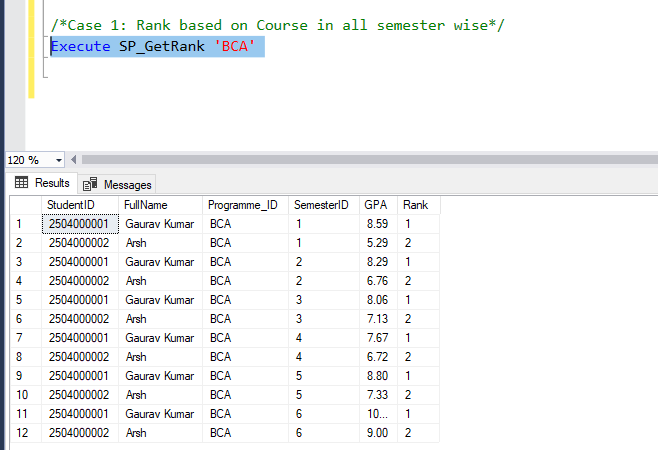 /*Case 1: Rank based on Course in all semester wise*/
Execute SP_GetRank 'BCA'
120 %
Results Messages
StudentID FullName Programme_ID SemesterID GPA Rank
1 2504000001 Gaurav Kumar BCA 1 8.59 1
2 2504000002 Arsh BCA 1 5.29 2
3 2504000001 Gaurav Kumar BCA 2 8.29 1
4 2504000002 Arsh BCA 2 6.76 2
5 2504000001 Gaurav Kumar BCA 3 8.06 1
6 2504000002 Arsh BCA 3 7.13 2
7 2504000001 Gaurav Kumar BCA 4 7.67 1
8 2504000002 Arsh BCA 4 6.72 2
9 2504000001 Gaurav Kumar BCA 5 8.80 1
10 2504000002 Arsh BCA 5 7.33 2
11 2504000001 Gaurav Kumar BCA 6 10... 1
12 2504000002 Arsh BCA 6 9.00 2